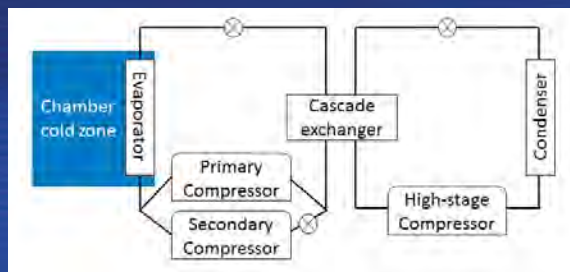 Chamber
cold zone
Evaporator
Primary
Compressor
Secondary
Compressor
Cascade
exchanger
High-stage
Compressor
Condenser